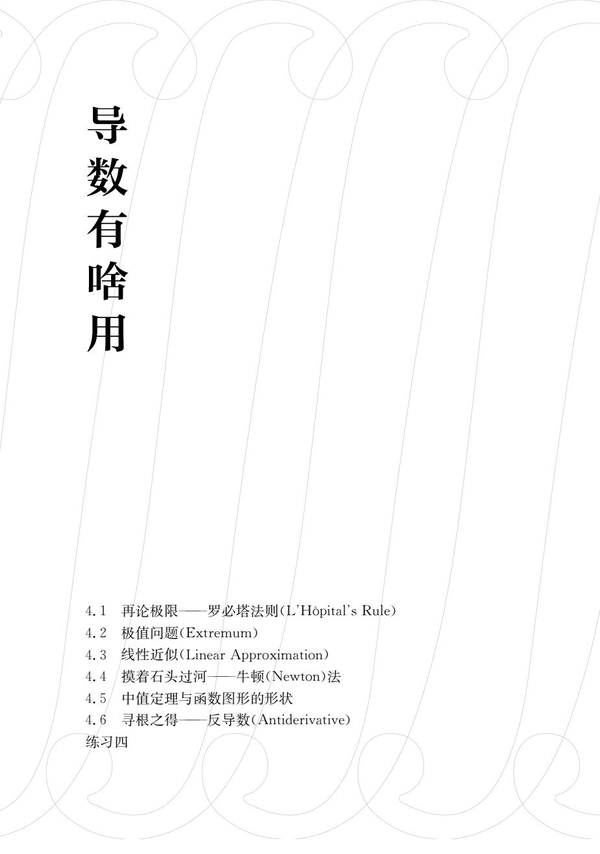 导数有啥用
4.1 再论极限——罗必塔法则(L'Hôpital's Rule)
4.2 极值问题(Extremum)
4.3 线性近似(Linear Approximation)
4.4 摸着石头过河——牛顿(Newton)法
4.5 中值定理与函数图形的形状
4.6 寻根之得——反导数(Antiderivative)
练习四